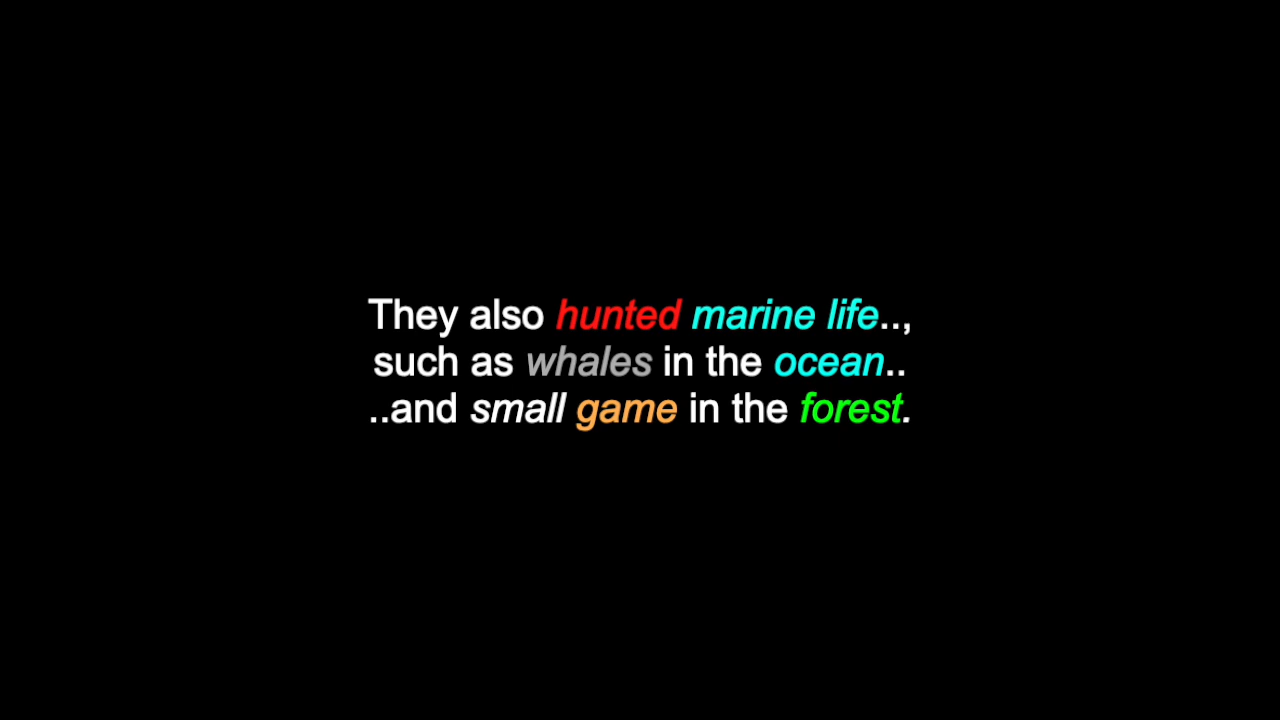 They also hunted marine life..,
such as whales in the ocean..
..and small game in the forest.